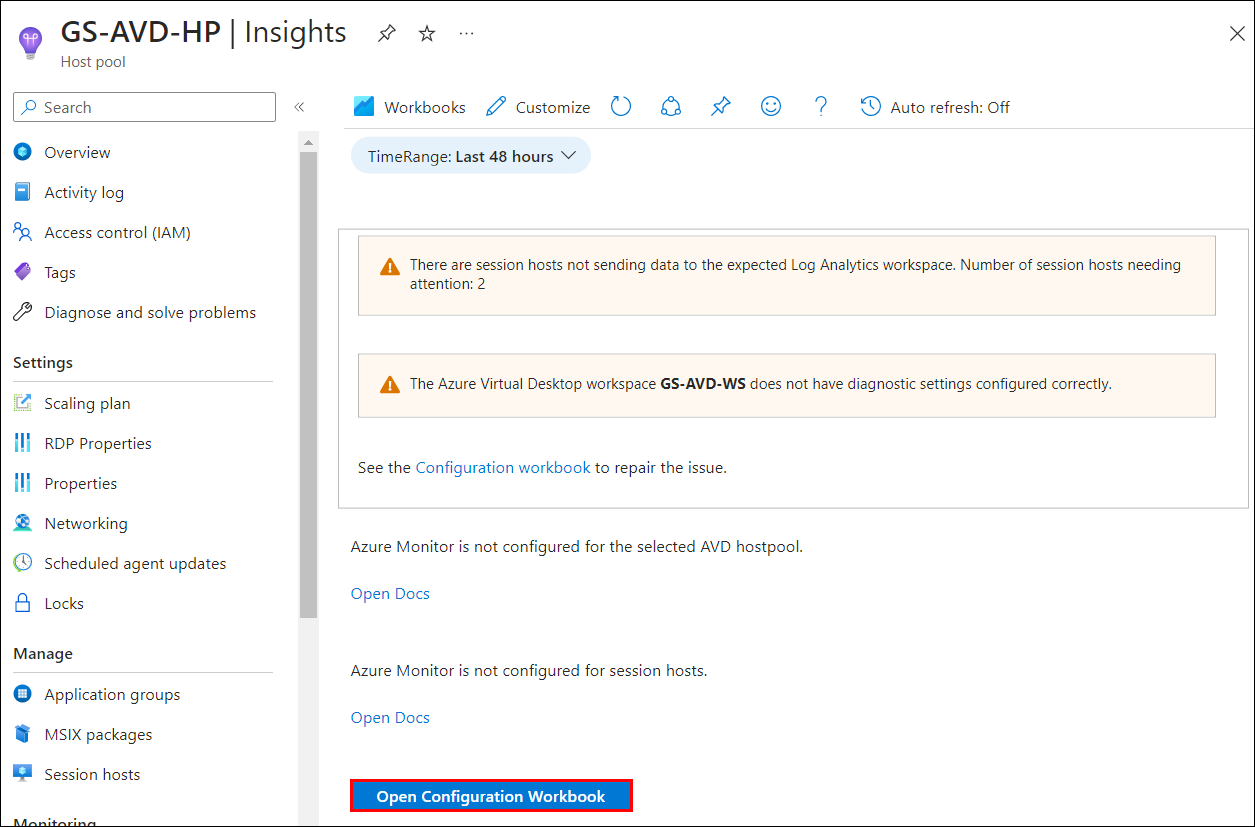 GS-AVD-HP | Insights
...
Host pool
Search
«
Overview
Activity log
Access control (IAM)
Tags
Diagnose and solve problems
Settings
Scaling plan
RDP Properties
Properties
Networking
Scheduled agent updates
Locks
Manage
Application groups
MSIX packages
Session hosts
Monitoring
Workbooks
Customize
?
Auto refresh: Off
TimeRange: Last 48 hours
There are session hosts not sending data to the expected Log Analytics workspace. Number of session hosts needing
attention: 2
The Azure Virtual Desktop workspace GS-AVD-WS does not have diagnostic settings configured correctly.
See the Configuration workbook to repair the issue.
Azure Monitor is not configured for the selected AVD hostpool.
Open Docs
Azure Monitor is not configured for session hosts.
Open Docs
Open Configuration Workbook